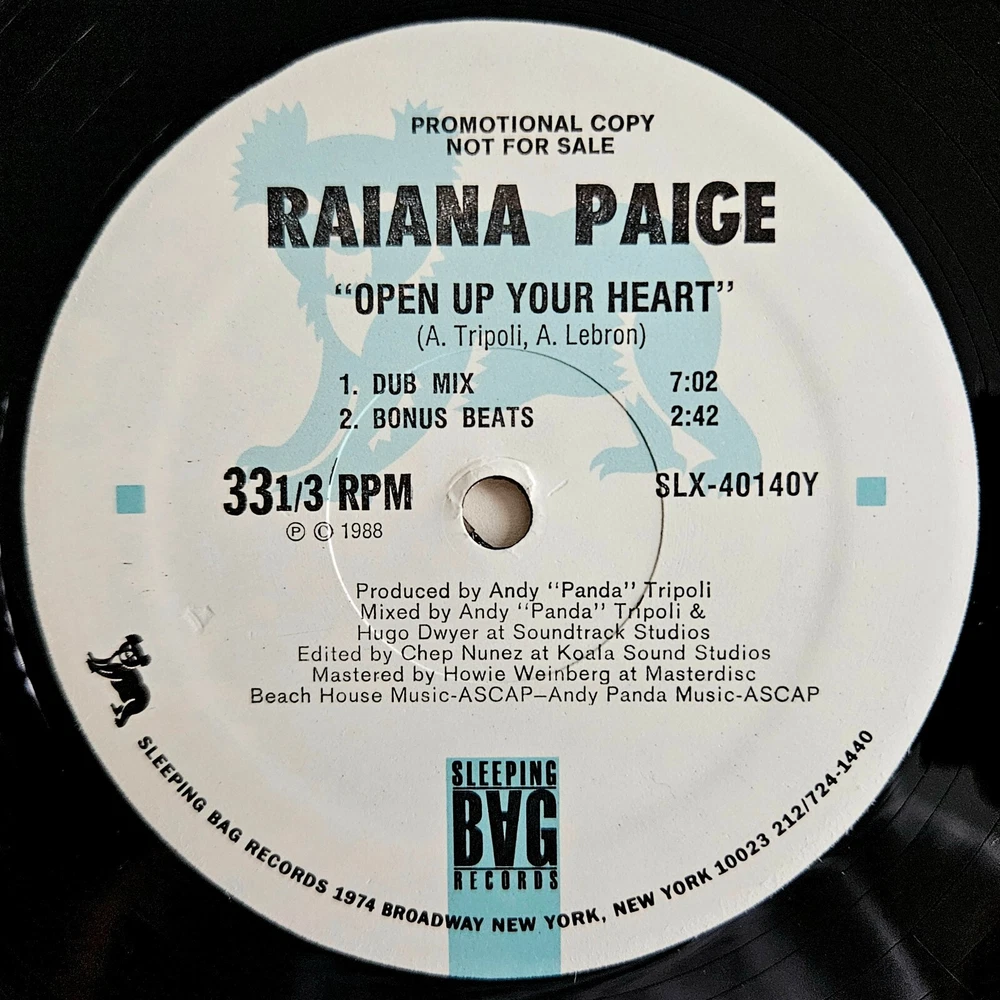 PROMOTIONAL COPY
NOT FOR SALE
RAIANA PAIGE
“OPEN UP YOUR HEART”
(A. Tripoli, A. Lebron)
1. DUB MIX 7:02
2. BONUS BEATS 2:42
33 1/3 RPM SLX-40140Y
℗ © 1988
Produced by Andy “Panda” Tripoli
Mixed by Andy “Panda” Tripoli &
Hugo Dwyer at Soundtrack Studios
Edited by Chep Nunez at Koala Sound Studios
Mastered by Howie Weinberg at Masterdisc
Beach House Music-ASCAP—Andy Panda Music-ASCAP
SLEEPING
BAG
RECORDS
SLEEPING BAG RECORDS 1974 BROADWAY NEW YORK, NEW YORK 10023 212/724-1440